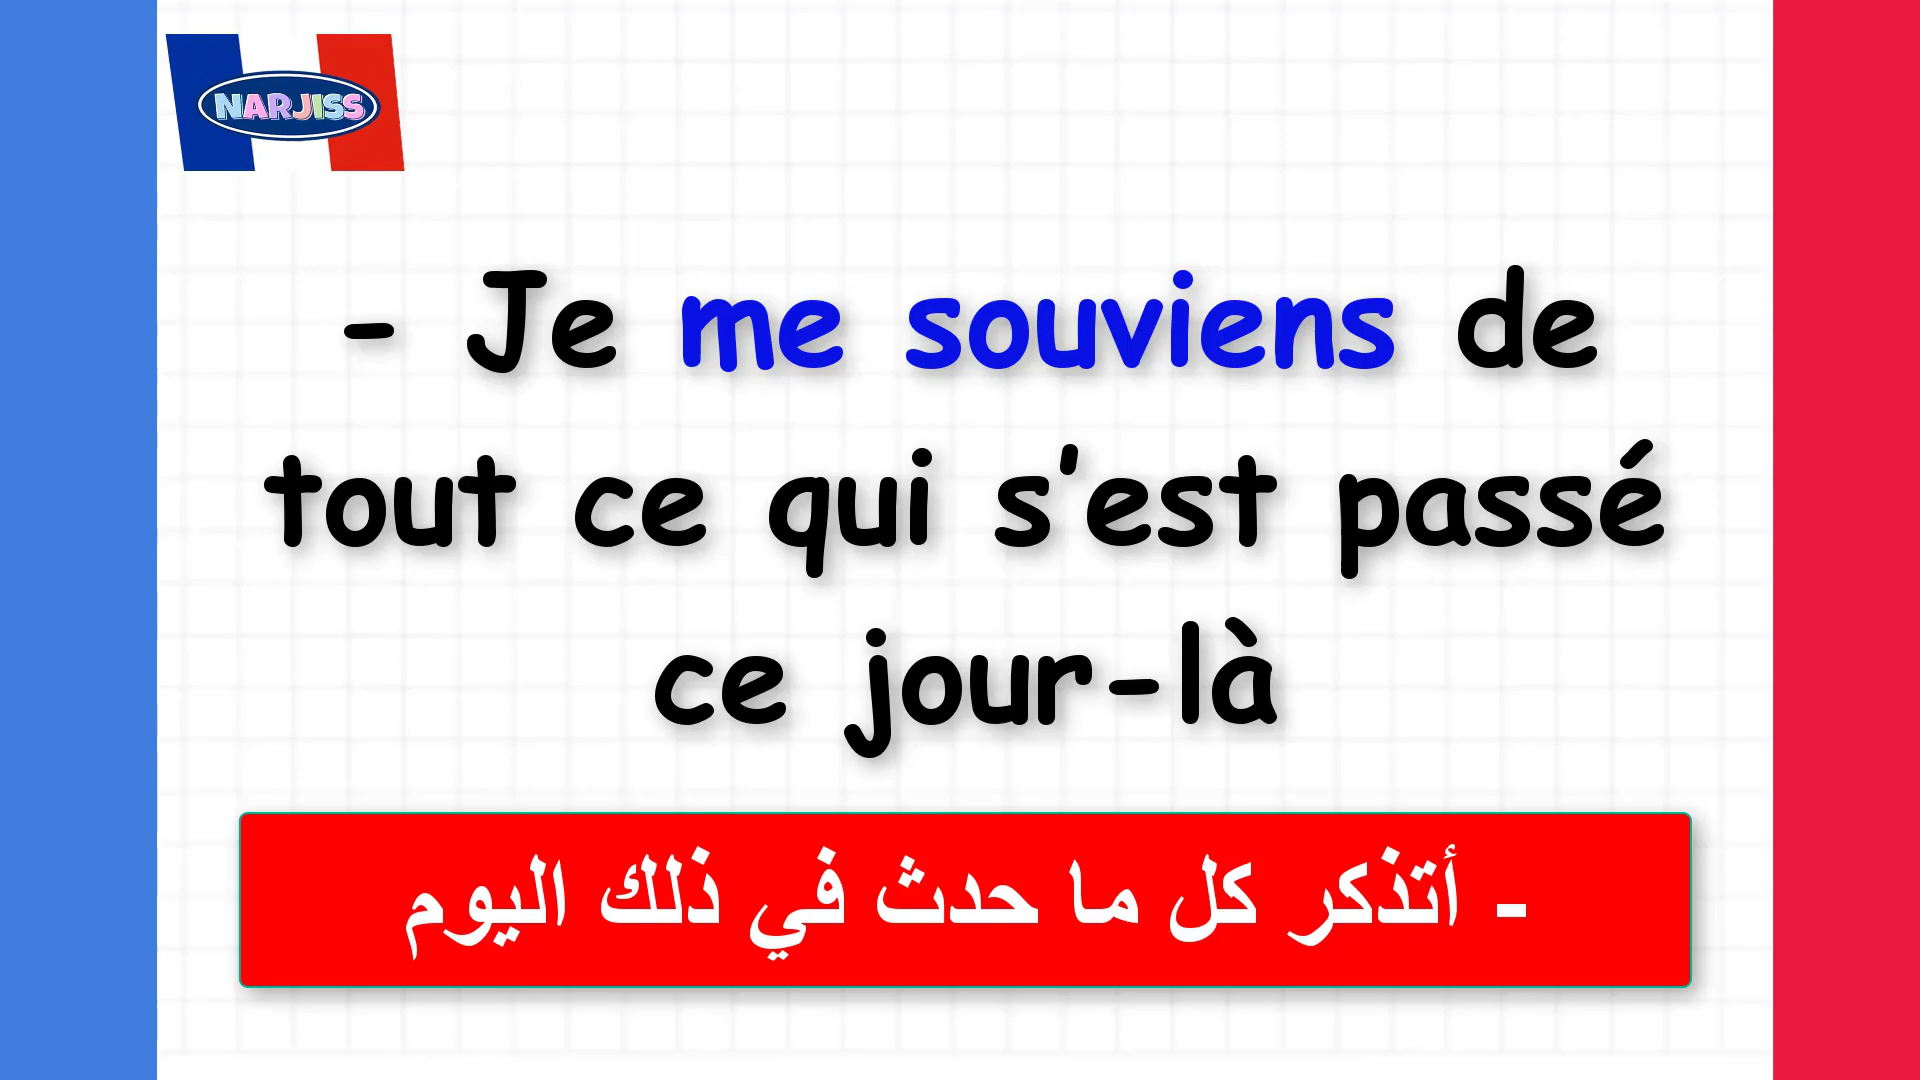 NARJISS
- Je me souviens de
tout ce qui s'est passé
ce jour-là
- أتذكر كل ما حدث في ذلك اليوم